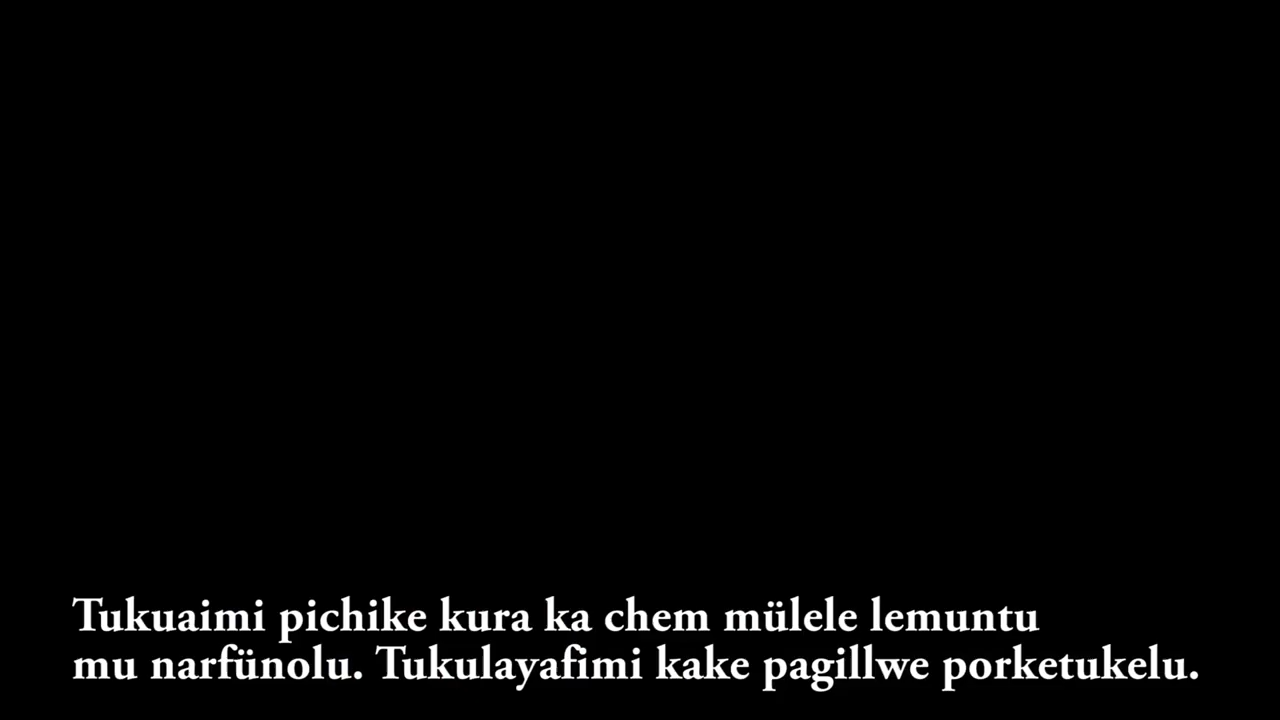 Tukuaimi pichike kura ka chem mülele lemuntu
mu narfünolu. Tukulayafimi kake pagillwe porketukelu.